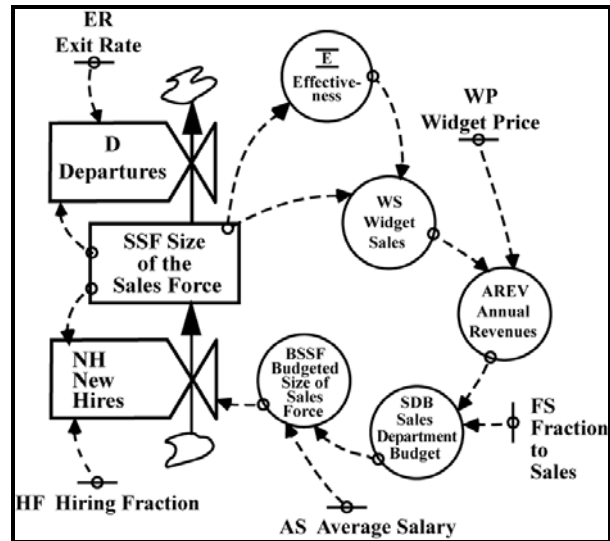 ER
Exit Rate
D
Departures
E
Effective-
ness
WP
Widget Price
WS
Widget
Sales
SSF Size
of the
Sales Force
AREV
Annual
Revenues
NH
New
Hires
BSSF
Budgeted
Size of
Sales
Force
SDB
Sales
Department
Budget
FS
Fraction
to
Sales
HF Hiring Fraction
AS Average Salary